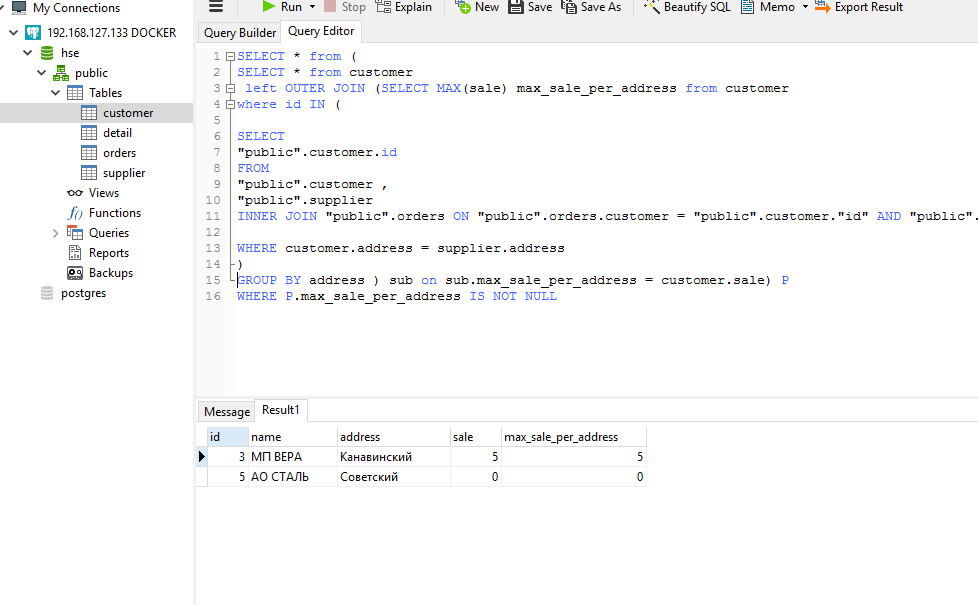 My Connections
192.168.127.133 DOCKER
hse
public
Tables
customer
detail
orders
supplier
Views
Functions
Queries
Reports
Backups
postgres
Run Stop Explain New Save Save As Beautify SQL Memo Export Result
Query Builder Query Editor
1 SELECT * from (
2 SELECT * from customer
3 left OUTER JOIN (SELECT MAX(sale) max_sale_per_address from customer
4 where id IN (
5
6 SELECT
7 "public".customer.id
8 FROM
9 "public".customer ,
10 "public".supplier
11 INNER JOIN "public".orders ON "public".orders.customer = "public".customer."id" AND "public".
12
13 WHERE customer.address = supplier.address
14 )
15 GROUP BY address ) sub on sub.max_sale_per_address = customer.sale) P
16 WHERE P.max_sale_per_address IS NOT NULL
Message Result1
id name address sale max_sale_per_address
3 МП ВЕРА Канавинский 5 5
5 АО СТАЛЬ Советский 0 0